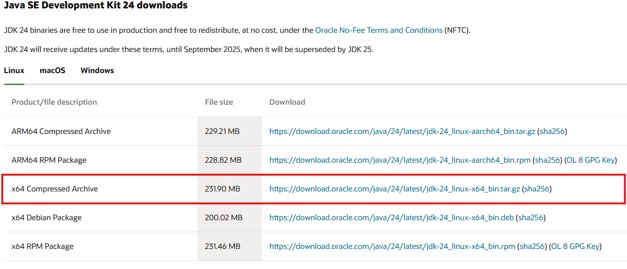 Java SE Development Kit 24 downloads
JDK 24 binaries are free to use in production and free to redistribute, at no cost, under the Oracle No-Fee Terms and Conditions (NFTC).
JDK 24 will receive updates under these terms, until September 2025, when it will be superseded by JDK 25.
Linux macOS Windows
Product/file description File size Download
ARM64 Compressed Archive 229.21 MB https://download.oracle.com/java/24/latest/jdk-24_linux-aarch64_bin.tar.gz (sha256)
ARM64 RPM Package 228.82 MB https://download.oracle.com/java/24/latest/jdk-24_linux-aarch64_bin.rpm (sha256) (OL 8 GPG Key)
x64 Compressed Archive 231.90 MB https://download.oracle.com/java/24/latest/jdk-24_linux-x64_bin.tar.gz (sha256)
x64 Debian Package 200.02 MB https://download.oracle.com/java/24/latest/jdk-24_linux-x64_bin.deb (sha256)
x64 RPM Package 231.46 MB https://download.oracle.com/java/24/latest/jdk-24_linux-x64_bin.rpm (sha256) (OL 8 GPG Key)